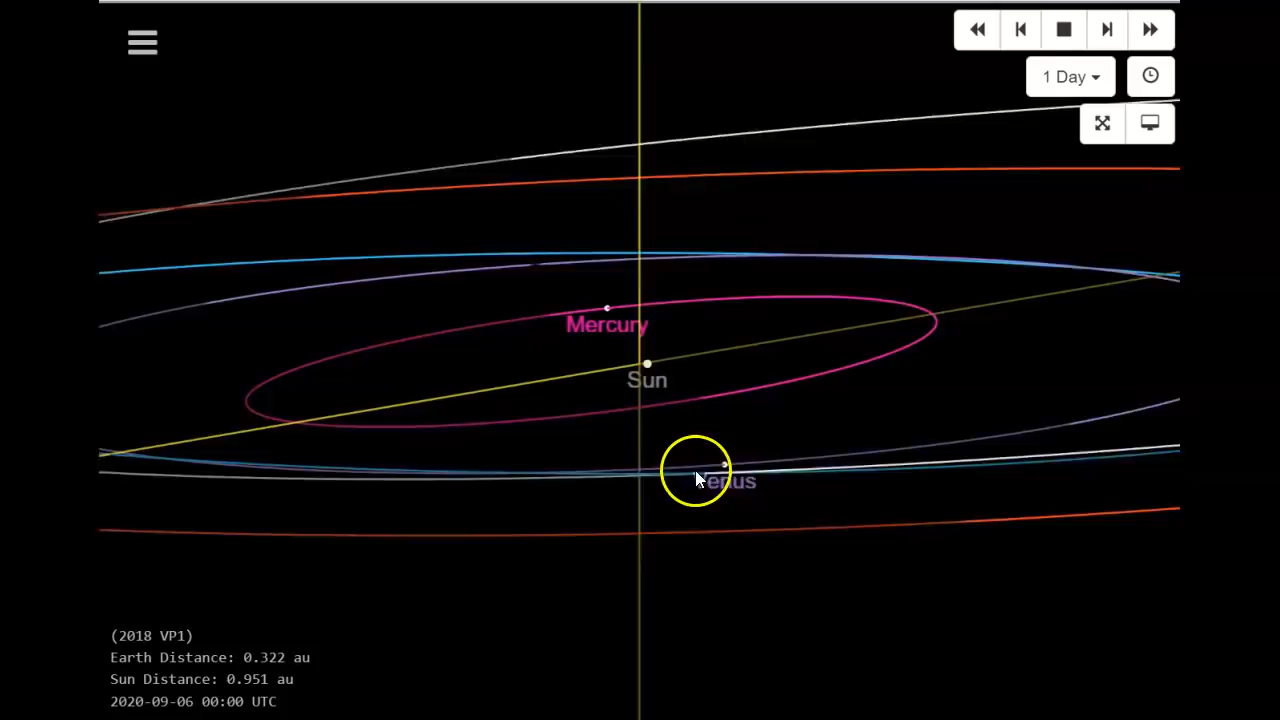 1 Day
Mercury
Sun
(2018 VP1)
Earth Distance: 0.322 au
Sun Distance: 0.951 au
2020-09-06 00:00 UTC